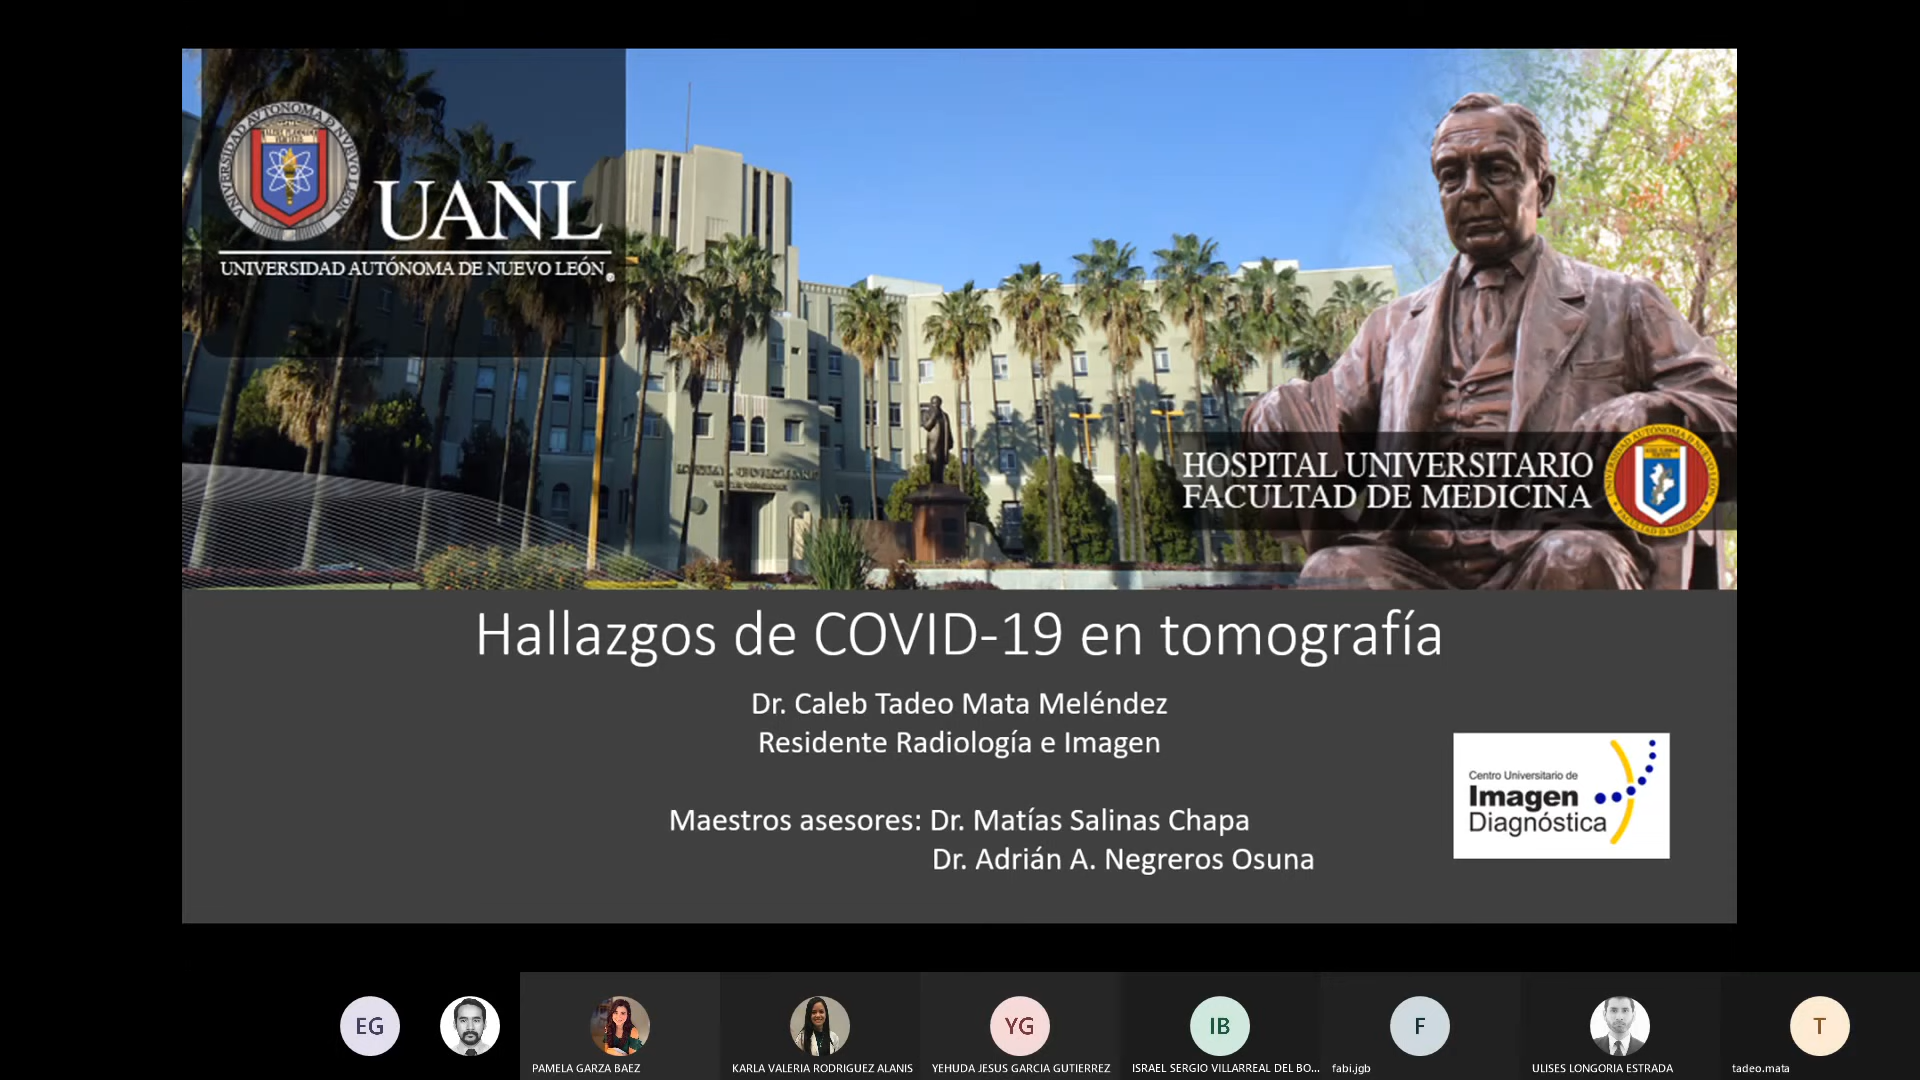 UANL
UNIVERSIDAD AUTÓNOMA DE NUEVO LEÓN®
HOSPITAL UNIVERSITARIO
FACULTAD DE MEDICINA
Hallazgos de COVID-19 en tomografía
Dr. Caleb Tadeo Mata Meléndez
Residente Radiología e Imagen
Maestros asesores: Dr. Matías Salinas Chapa
Dr. Adrián A. Negreros Osuna
Centro Universitario de
Imagen
Diagnóstica
EG
YG
IB
F
T
PAMELA GARZA BAEZ
KARLA VALERIA RODRIGUEZ ALANIS
YEHUDA JESUS GARCIA GUTIERREZ
ISRAEL SERGIO VILLARREAL DEL BO...
fabi.jgb
ULISES LONGORIA ESTRADA
tadeo.mata